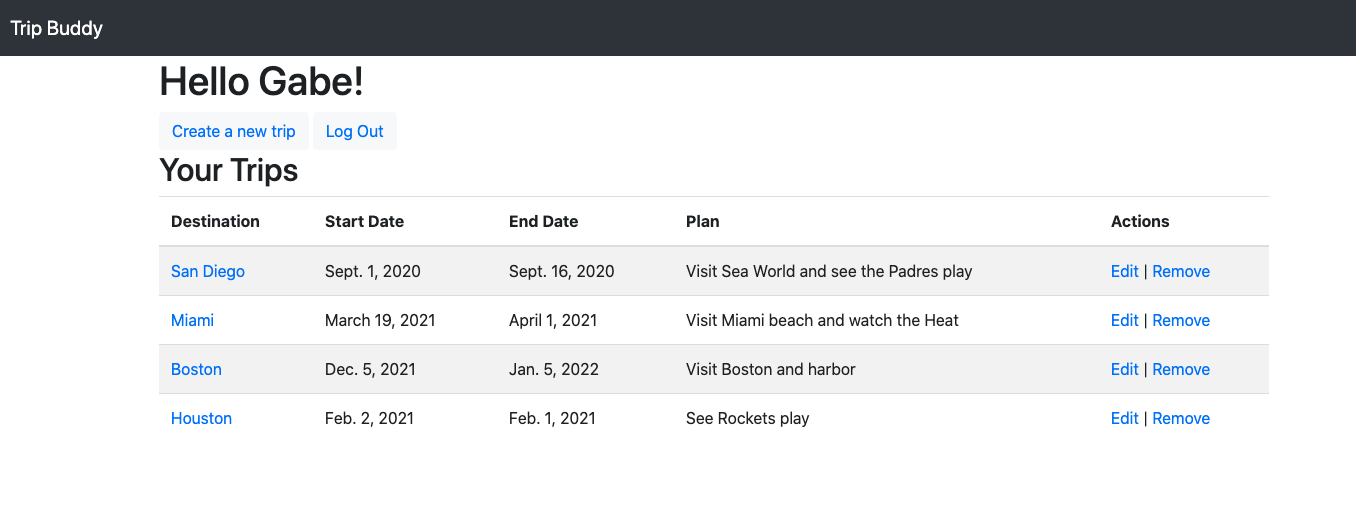 Trip Buddy
Hello Gabe!
Create a new trip Log Out
Your Trips
Destination Start Date End Date Plan Actions
San Diego Sept. 1, 2020 Sept. 16, 2020 Visit Sea World and see the Padres play Edit | Remove
Miami March 19, 2021 April 1, 2021 Visit Miami beach and watch the Heat Edit | Remove
Boston Dec. 5, 2021 Jan. 5, 2022 Visit Boston and harbor Edit | Remove
Houston Feb. 2, 2021 Feb. 1, 2021 See Rockets play Edit | Remove